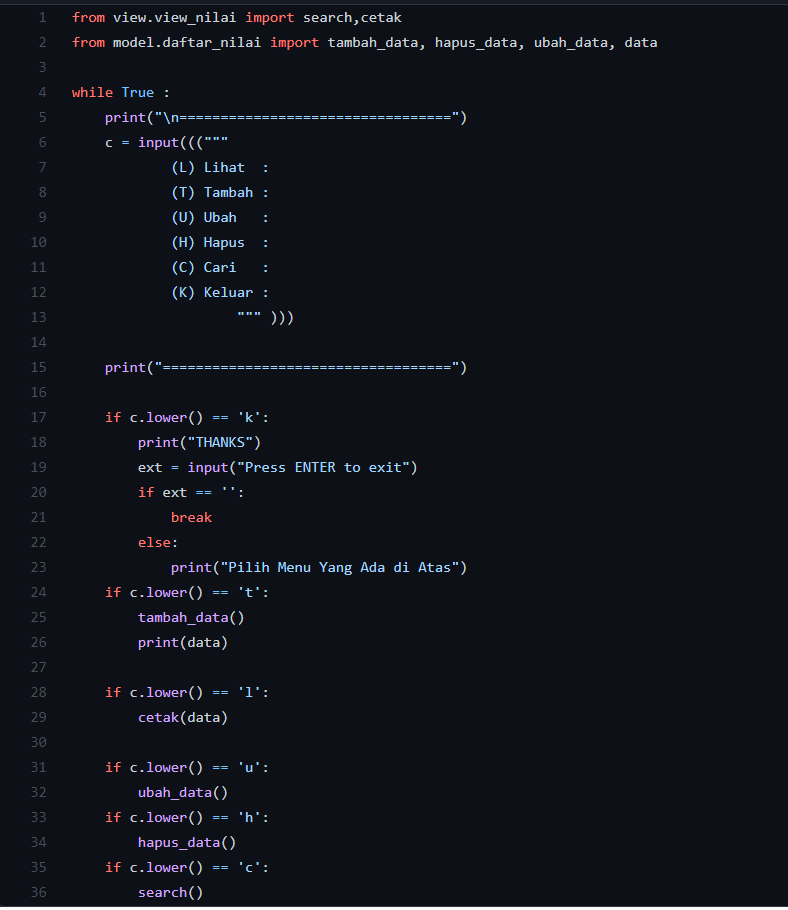 1 from view.view_nilai import search,cetak
2 from model.daftar_nilai import tambah_data, hapus_data, ubah_data, data
3
4 while True :
5     print("\n=================================")
6     c = input((("""
7             (L) Lihat  :
8             (T) Tambah :
9             (U) Ubah   :
10             (H) Hapus  :
11             (C) Cari   :
12             (K) Keluar :
13                     """ )))
14
15     print("===================================")
16
17     if c.lower() == 'k':
18         print("THANKS")
19         ext = input("Press ENTER to exit")
20         if ext == '':
21             break
22         else:
23             print("Pilih Menu Yang Ada di Atas")
24     if c.lower() == 't':
25         tambah_data()
26         print(data)
27
28     if c.lower() == 'l':
29         cetak(data)
30
31     if c.lower() == 'u':
32         ubah_data()
33     if c.lower() == 'h':
34         hapus_data()
35     if c.lower() == 'c':
36         search()